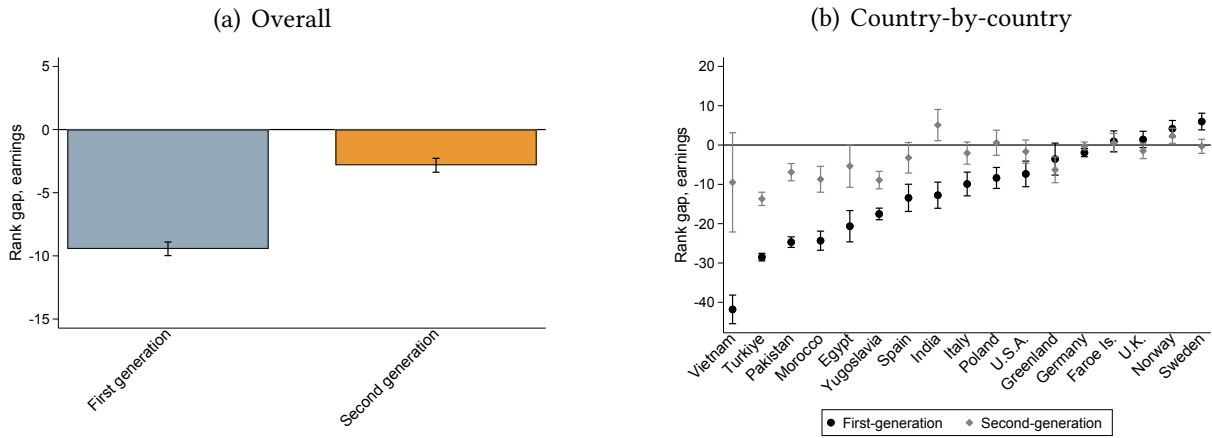 (a) Overall
Rank gap, earnings
5
0
-5
-10
-15
First generation
Second generation
(b) Country-by-country
Rank gap, earnings
20
10
0
-10
-20
-30
-40
Vietnam
Turkiye
Pakistan
Morocco
Egypt
Yugoslavia
Spain
India
Italy
Poland
U.S.A.
Greenland
Germany
Faroe Is.
U.K.
Norway
Sweden
First-generation
Second-generation